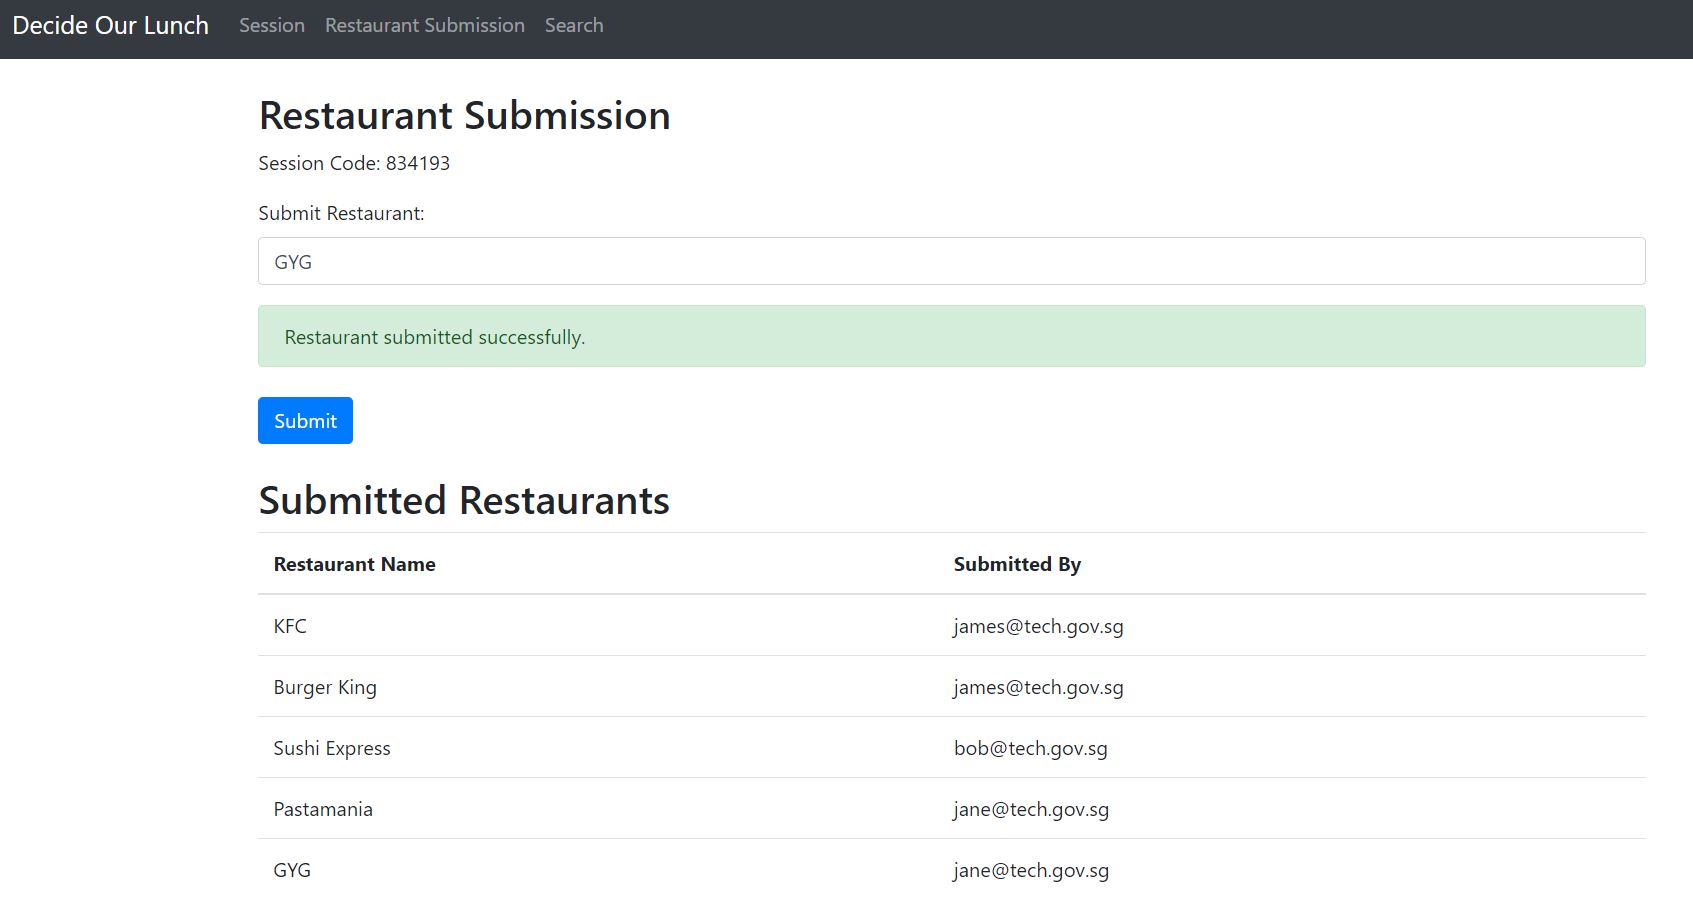 Decide Our Lunch Session Restaurant Submission Search
Restaurant Submission
Session Code: 834193
Submit Restaurant:
GYG
Restaurant submitted successfully.
Submit
Submitted Restaurants
Restaurant Name Submitted By
KFC james@tech.gov.sg
Burger King james@tech.gov.sg
Sushi Express bob@tech.gov.sg
Pastamania jane@tech.gov.sg
GYG jane@tech.gov.sg